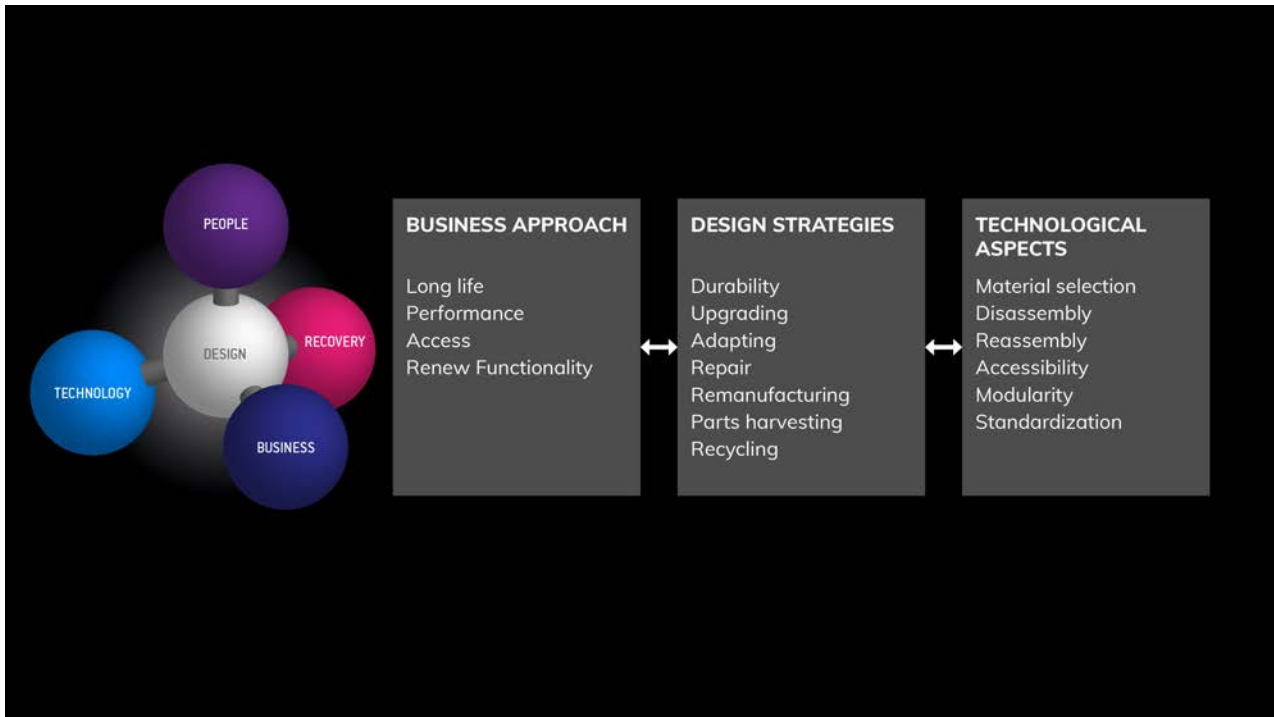 PEOPLE
DESIGN
RECOVERY
TECHNOLOGY
BUSINESS
BUSINESS APPROACH
Long life
Performance
Access
Renew Functionality
DESIGN STRATEGIES
Durability
Upgrading
Adapting
Repair
Remanufacturing
Parts harvesting
Recycling
TECHNOLOGICAL
ASPECTS
Material selection
Disassembly
Reassembly
Accessibility
Modularity
Standardization